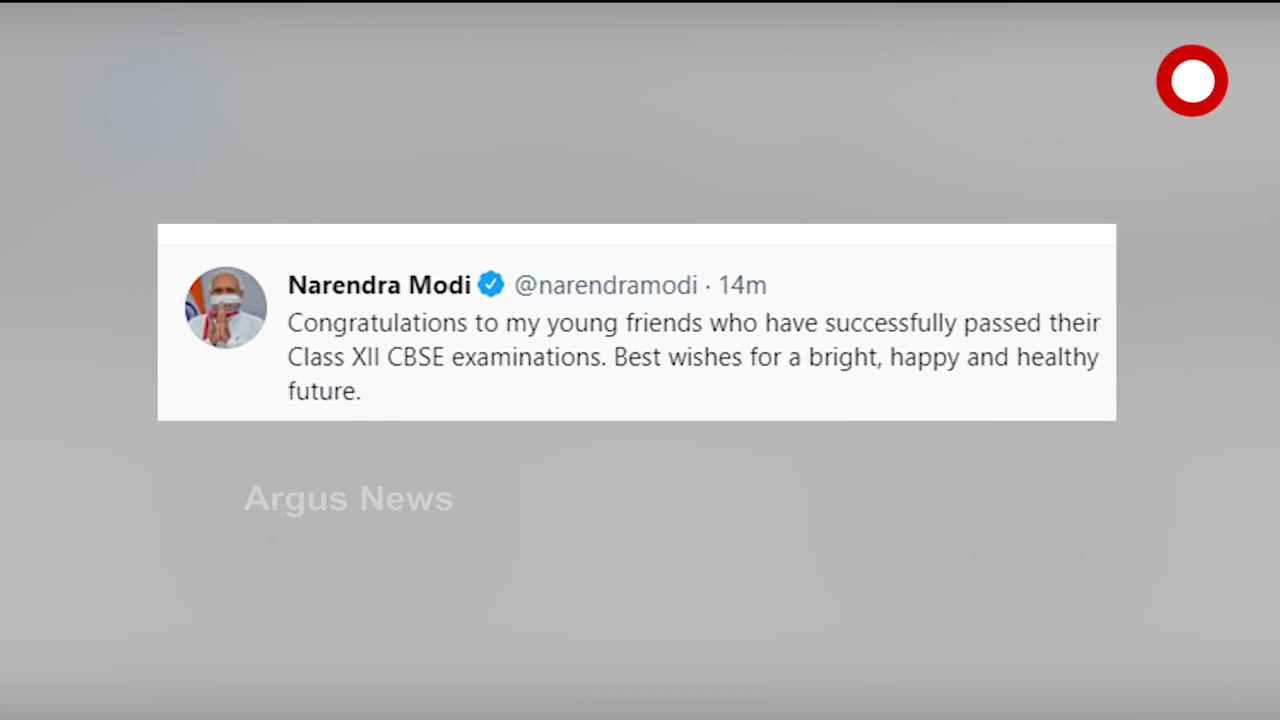 Narendra Modi @narendramodi · 14m
Congratulations to my young friends who have successfully passed their
Class XII CBSE examinations. Best wishes for a bright, happy and healthy
future.
Argus News